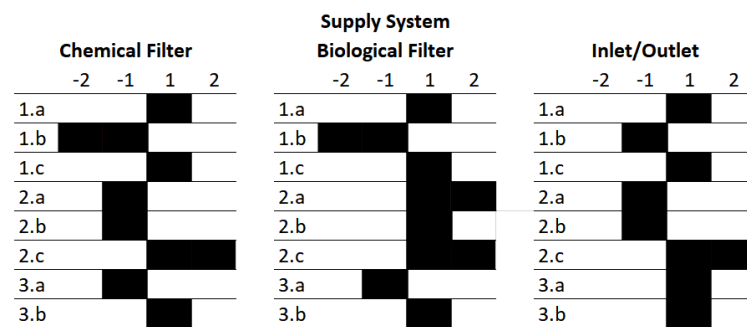 Supply System
Chemical Filter Biological Filter Inlet/Outlet
-2 -1 1 2 -2 -1 1 2 -2 -1 1 2
1.a 1.a 1.a
1.b 1.b 1.b
1.c 1.c 1.c
2.a 2.a 2.a
2.b 2.b 2.b
2.c 2.c 2.c
3.a 3.a 3.a
3.b 3.b 3.b